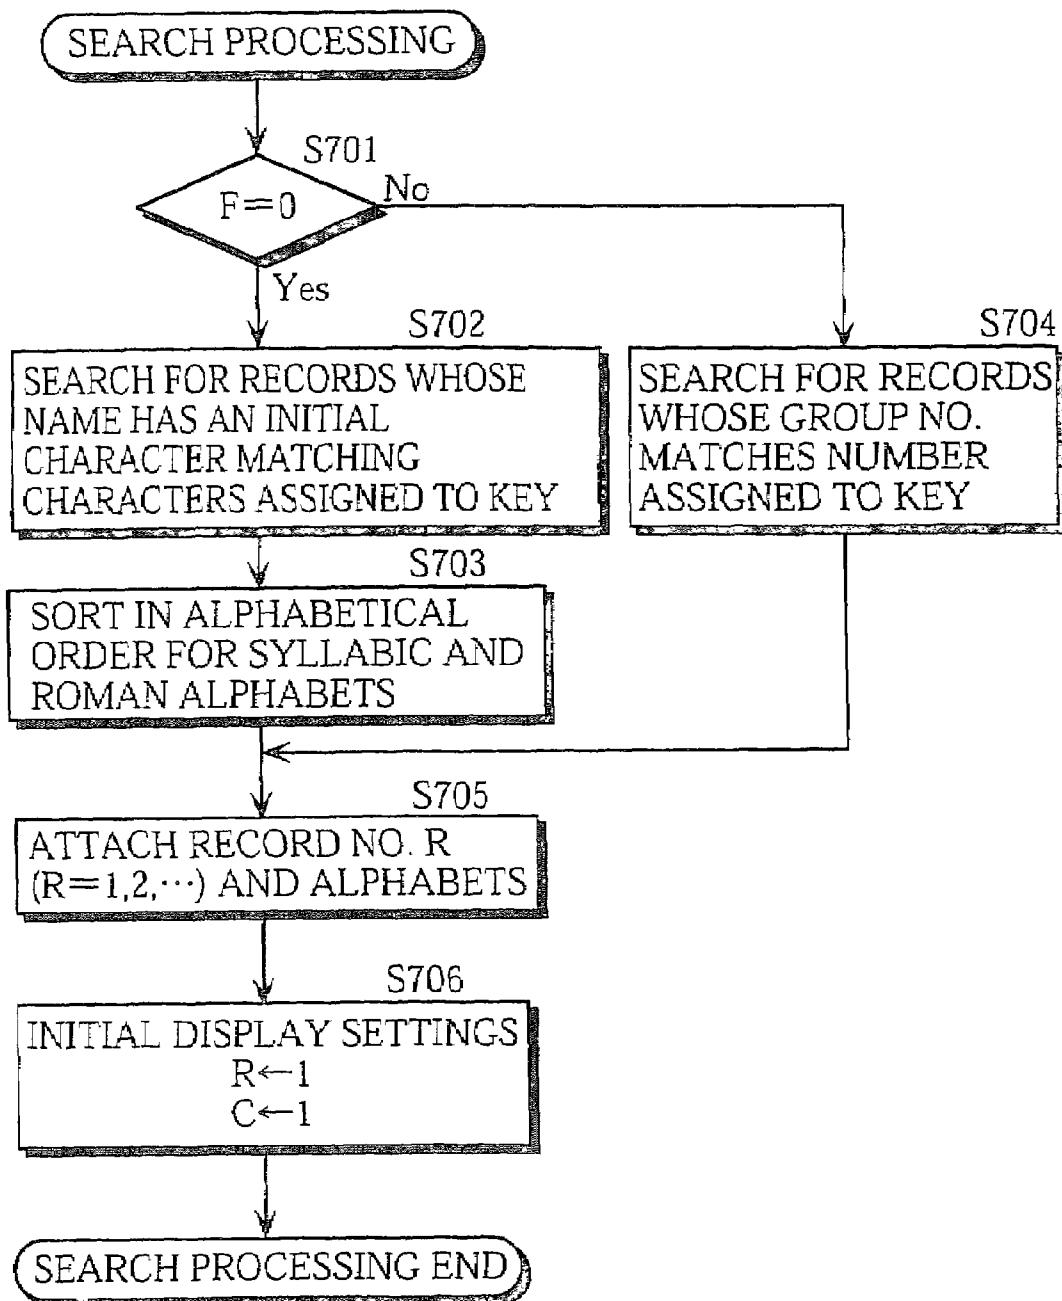 SEARCH PROCESSING
S701
F=0
No
Yes
S702
SEARCH FOR RECORDS WHOSE
NAME HAS AN INITIAL
CHARACTER MATCHING
CHARACTERS ASSIGNED TO KEY
S704
SEARCH FOR RECORDS
WHOSE GROUP NO.
MATCHES NUMBER
ASSIGNED TO KEY
S703
SORT IN ALPHABETICAL
ORDER FOR SYLLABIC AND
ROMAN ALPHABETS
S705
ATTACH RECORD NO. R
(R=1,2,···) AND ALPHABETS
S706
INITIAL DISPLAY SETTINGS
R←1
C←1
SEARCH PROCESSING END